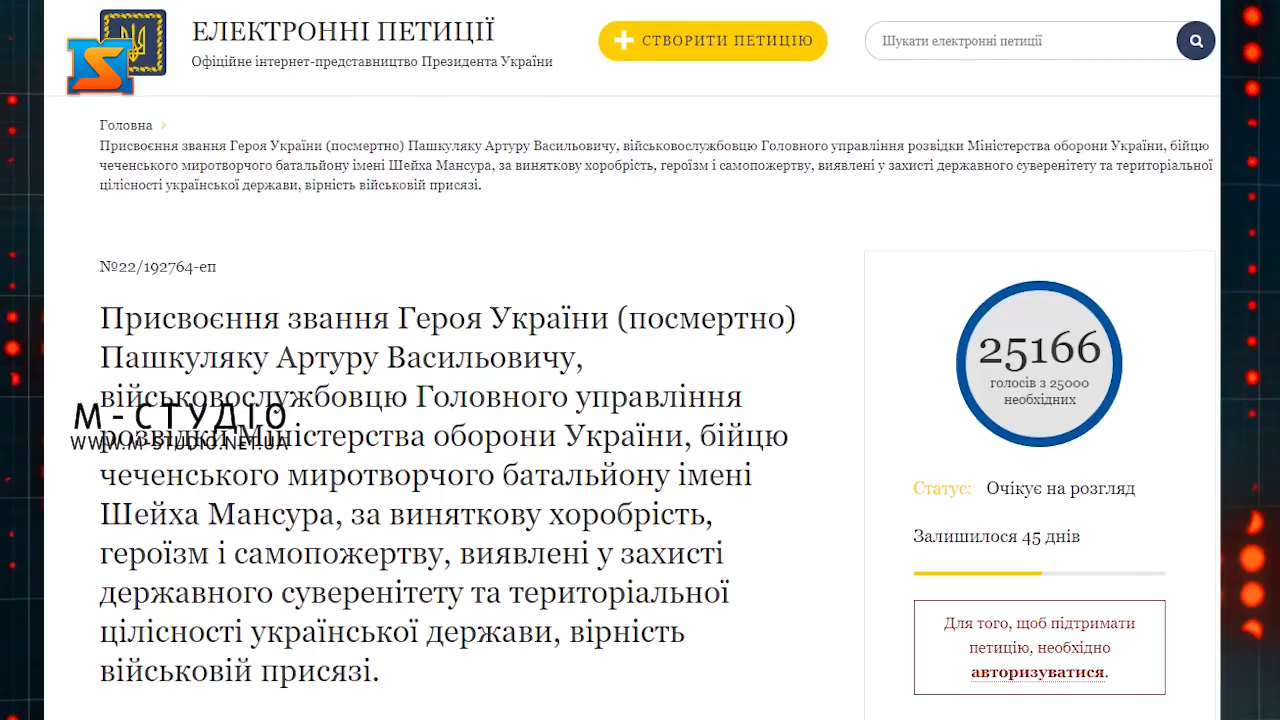 ЕЛЕКТРОННІ ПЕТИЦІЇ
Офіційне інтернет-представництво Президента України
СТВОРИТИ ПЕТИЦІЮ
Шукати електронні петиції
Головна
Присвоєння звання Героя України (посмертно) Пашкуляку Артуру Васильовичу, військовослужбовцю Головного управління розвідки Міністерства оборони України, бійцю
чеченського миротворчого батальйону імені Шейха Мансура, за виняткову хоробрість, героїзм і самопожертву, виявлені у захисті державного суверенітету та територіальної
цілісності української держави, вірність військовій присязі.
№22/192764-еп
Присвоєння звання Героя України (посмертно)
Пашкуляку Артуру Васильовичу,
військовослужбовцю Головного управління
розвідки Міністерства оборони України, бійцю
чеченського миротворчого батальйону імені
Шейха Мансура, за виняткову хоробрість,
героїзм і самопожертву, виявлені у захисті
державного суверенітету та територіальної
цілісності української держави, вірність
військовій присязі.
М-СТУДІО
WWW.M-STUDIO.NET.UA
25166
голосів з 25000
необхідних
Статус: Очікує на розгляд
Залишилося 45 днів
Для того, щоб підтримати
петицію, необхідно
авторизуватися.